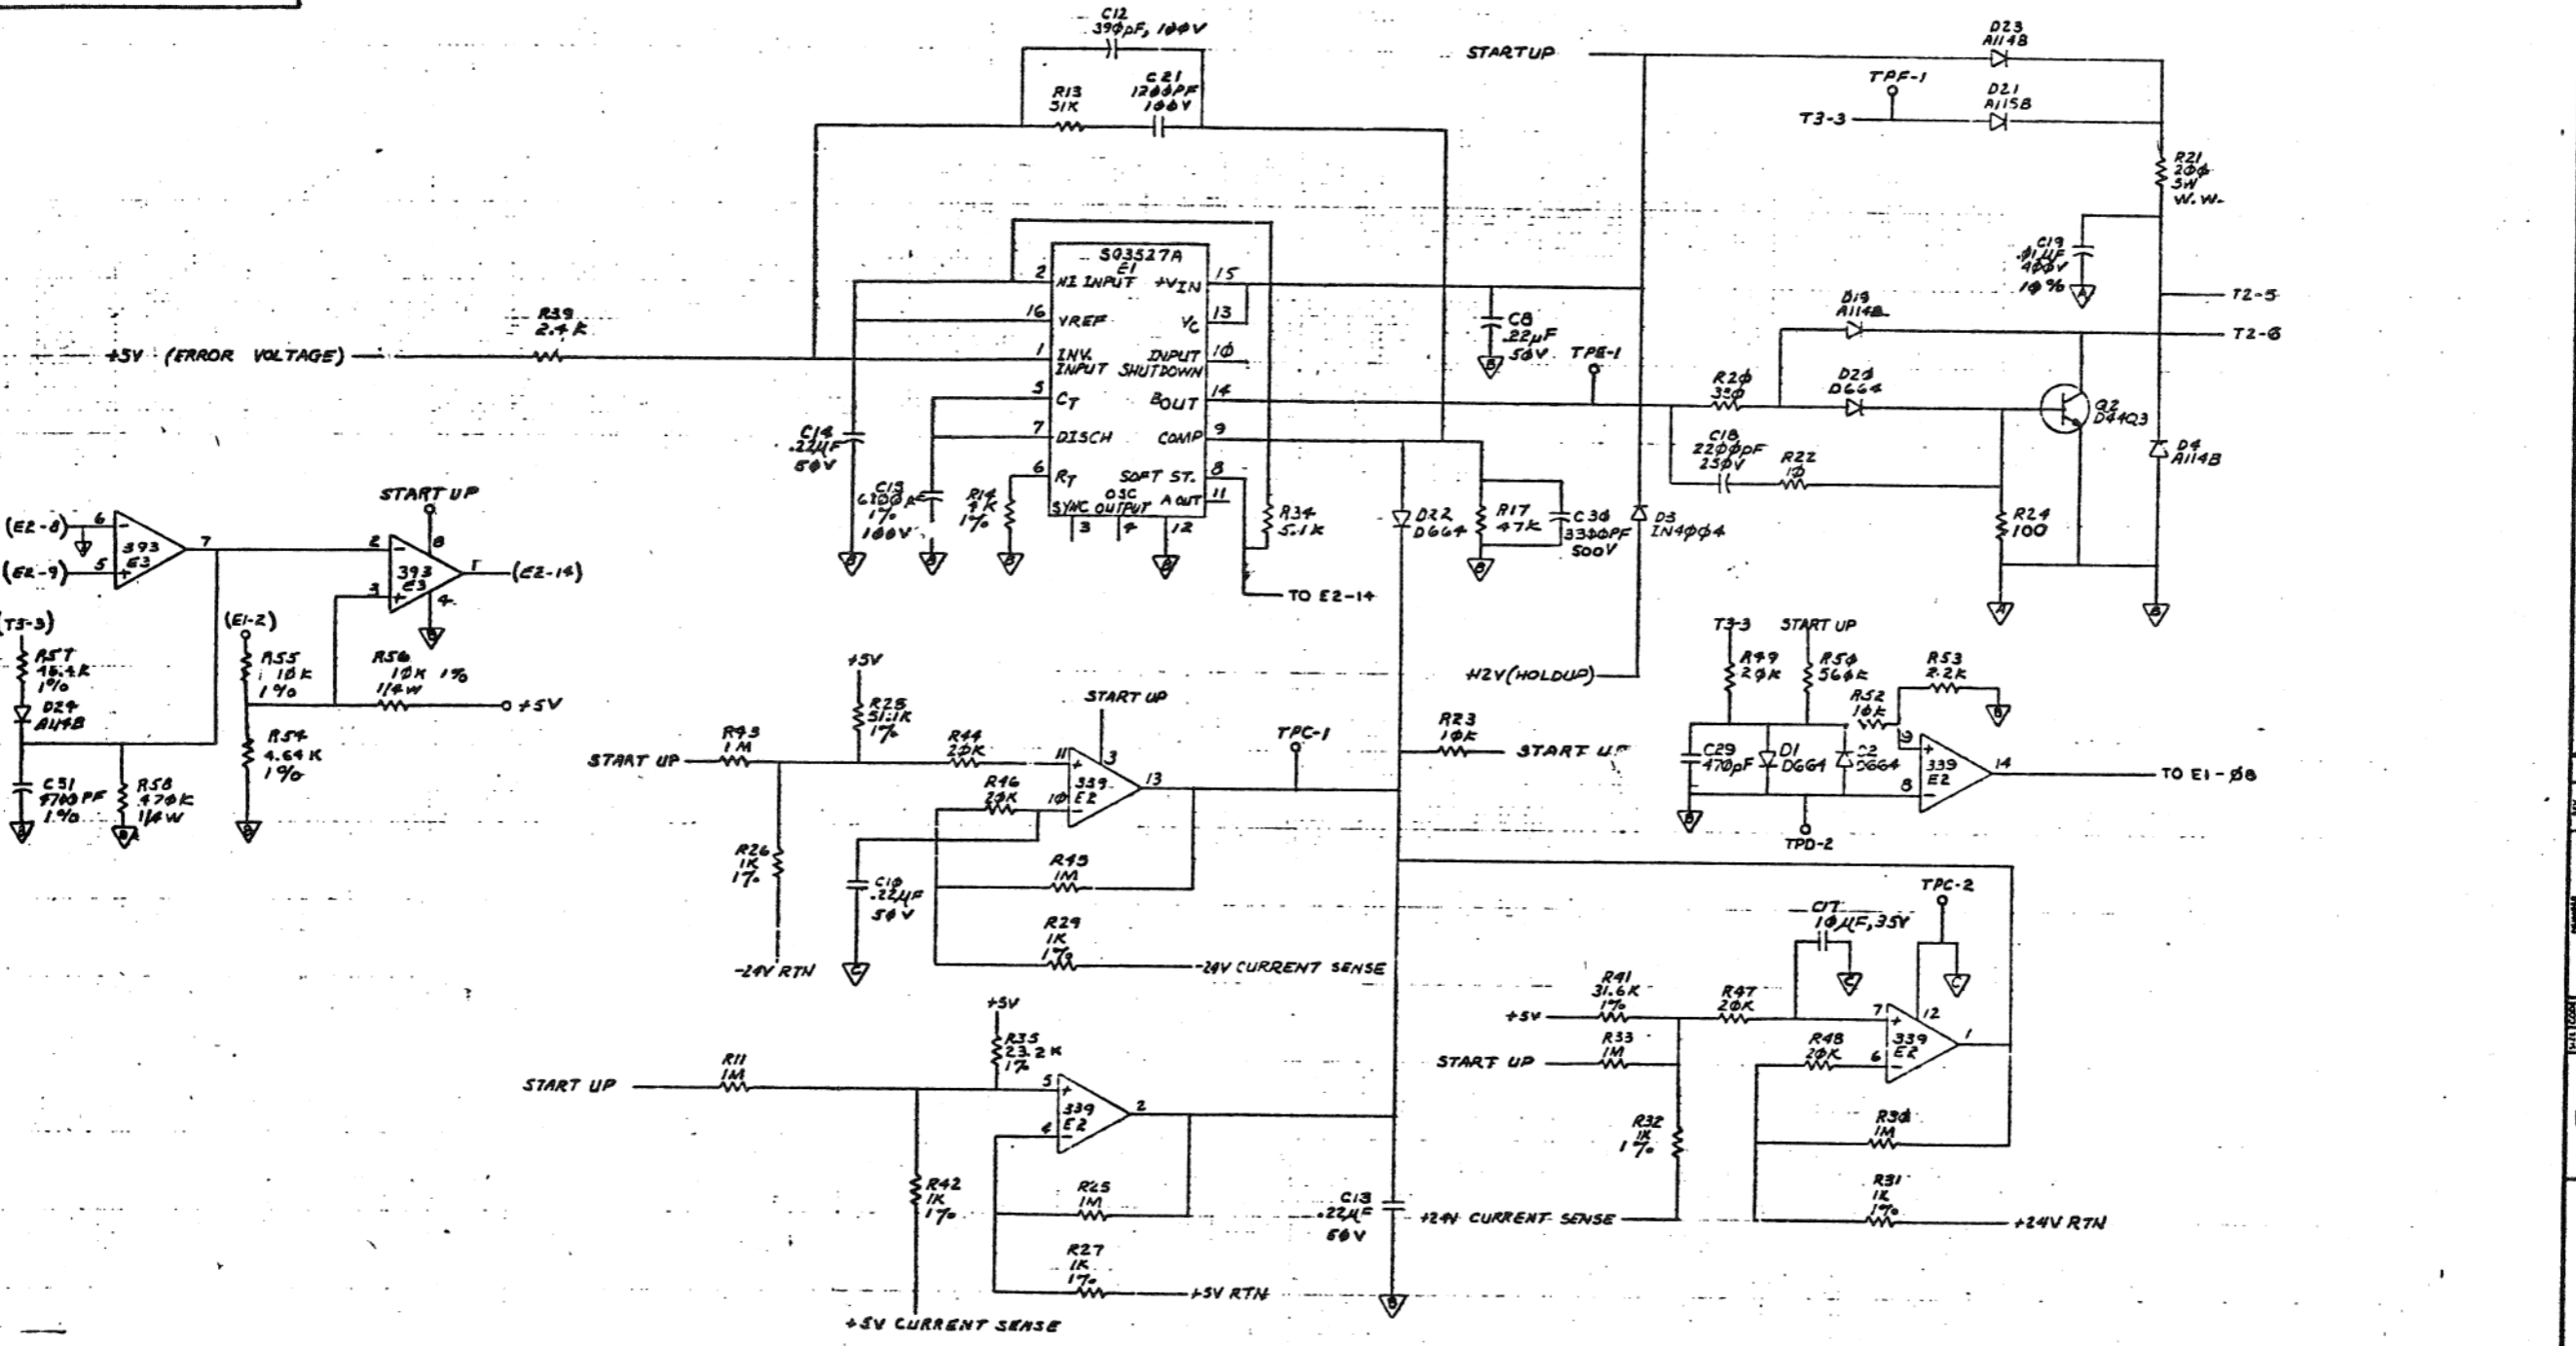 C12
390pF, 100V
C21
1200PF
100V
R13
51K
STARTUP
D23
A114B
TPF-1
D21
A115B
T3-3
R21
200
5W
W.W.
C19
.01µF
400V
10%
A
T2-5
T2-6
D19
A114B
+5V (ERROR VOLTAGE)
R39
2.4K
SG3527A
E1
2 NI INPUT
+VIN 15
16 VREF
VC 13
1 INV. INPUT
INPUT SHUTDOWN 10
5 CT
BOUT 14
7 DISCH
COMP 9
6 RT
SOFT ST. 8
SYNC
OSC OUTPUT
A OUT 11
3
4
12
C8
.22µF
50V
B
TPE-1
R20
330
D20
D664
Q2
D44Q3
C18
2200pF
250V
R22
10
D4
A114B
R24
100
A
B
C14
.22µF
50V
C15
1%
100V
R14
4K
1%
R34
5.1K
TO E2-14
D22
D664
R17
47K
C30
3300PF
500V
B
D3
IN4004
+12V (HOLDUP)
(E2-8)
6
(E2-9)
5
393
E3
7
START UP
8
2
3
393
E3
4
1
(E2-14)
(T3-3)
R57
1%
D24
A114B
C31
4700PF
1%
R58
470K
1/4W
(E1-2)
R55
10K
1%
R56
10K 1%
1/4W
+5V
R54
4.64K
1%
START UP
R43
1M
+5V
1%
R44
20K
START UP
11
3
10
339
E2
13
R46
20K
TPC-1
R26
1K
1%
-24V RTN
C10
.22µF
50V
C
R45
1M
R29
1K
1%
-24V CURRENT SENSE
R23
10K
START UP
T3-3
START UP
R49
20K
R50
560K
R52
10K
R53
2.2K
B
C29
470pF
D1
D664
D2
D664
9
8
339
E2
14
TO E1-08
B
TPD-2
START UP
R11
1M
+5V
R35
23.2K
1%
5
4
339
E2
2
R42
1K
1%
R25
1M
R27
1K
1%
+5V RTN
+5V CURRENT SENSE
C13
.22µF
50V
B
TPC-2
C17
10µF, 35V
C
C
+5V
R41
31.6K
1%
R47
20K
START UP
R33
1M
R48
20K
7
12
6
339
E2
1
R32
1K
1%
R30
1M
R31
1K
1%
+24V CURRENT SENSE
+24V RTN